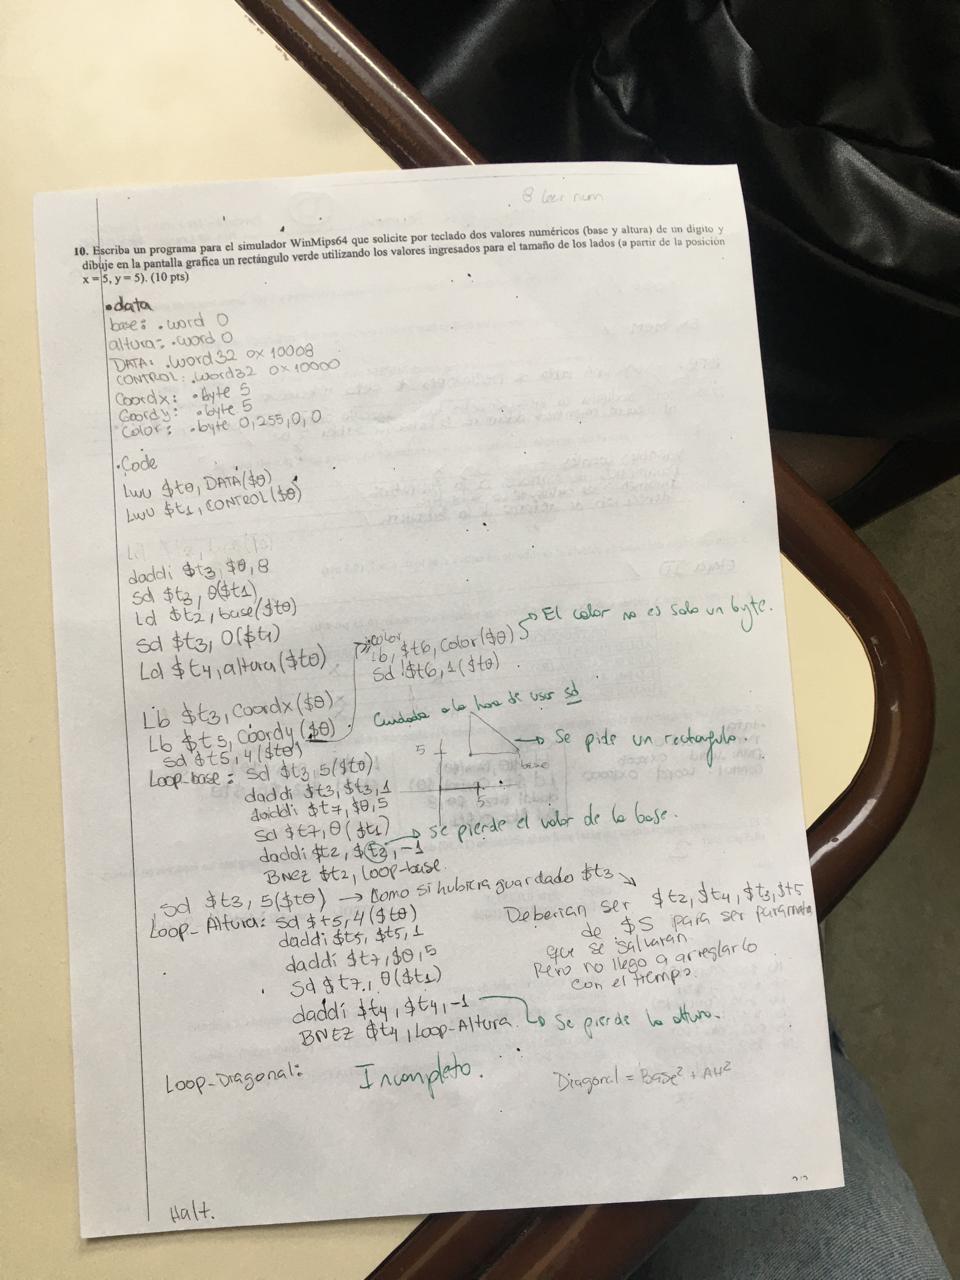 8 leer num
10. Escriba un programa para el simulador WinMips64 que solicite por teclado dos valores numéricos (base y altura) de un dígito y
dibuje en la pantalla grafica un rectángulo verde utilizando los valores ingresados para el tamaño de los lados (a partir de la posición
x = 5, y = 5). (10 pts)
.data
base: .word 0
altura: .word 0
DATA: .word32 0x10008
CONTROL: .word32 0x10000
Coordx: .byte 5
Coordy: .byte 5
Color: .byte 0,255,0,0
.Code
Lwu $t0, DATA($0)
Lwu $t1, CONTROL($0)
daddi $t3, $0, 8
sd $t3, 0($t1)
Ld $t2, base($t0)
Sd $t3, 0($t1)
Ld $t4, altura($t0)
;color
Lb, $t6, Color($0)
Sd $t6, 1($t0)
El color no es solo un byte.
Lb $t3, Coordx($0)
Lb $t5, Coordy($0)
sd $t5, 4($t0)
Cuidado a la hora de usar sd
5
base
5
Se pide un rectangulo.
Loop-base: sd $t3, 5($t0)
daddi $t3, $t3, 1
daddi $t7, $0, 5
Sd $t7, 0($t1)
daddi $t2, $t2, -1
se pierde el valor de la base.
BNEZ $t2, Loop-base
sd $t3, 5($t0) → Como si hubiera guardado $t3
Loop-Altura: sd $t5, 4($t0)
daddi $t5, $t5, 1
daddi $t7, $0, 5
Sd $t7, 0($t1)
daddi $t4, $t4, -1
BNEZ $t4, Loop-Altura
Deberian ser $t2, $t4, $t3, $t5
de $S para ser
que se salvaran
Pero no llego a arreglarlo
con el tiempo.
Se pierde la altura.
Loop-Diagonal:
Incompleto.
Diagonal = Base² + Alt²
Halt.